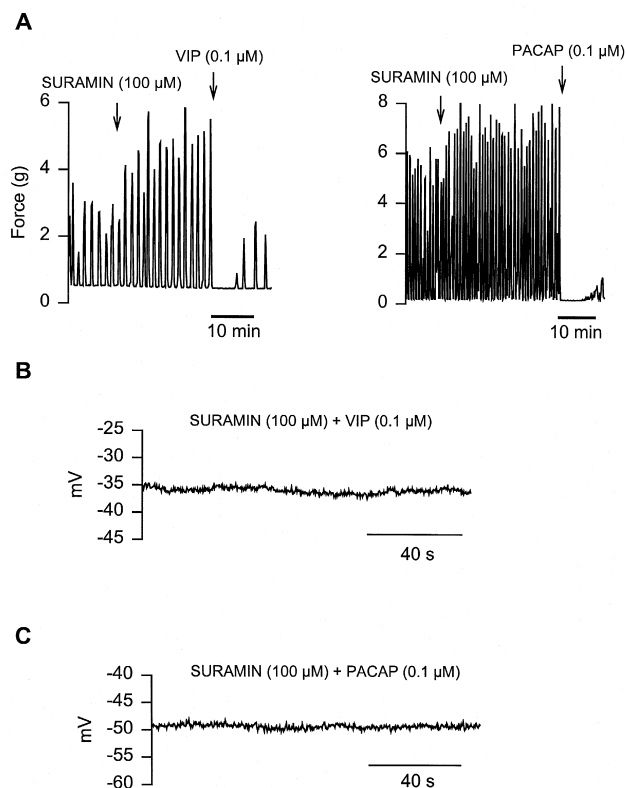 A
VIP (0.1 µM)
SURAMIN (100 µM)
6
4
2
0
Force (g)
10 min
PACAP (0.1 µM)
SURAMIN (100 µM)
8
6
4
2
0
10 min
B
SURAMIN (100 µM) + VIP (0.1 µM)
-25
-30
-35
-40
-45
mV
40 s
C
SURAMIN (100 µM) + PACAP (0.1 µM)
-40
-45
-50
-55
-60
mV
40 s